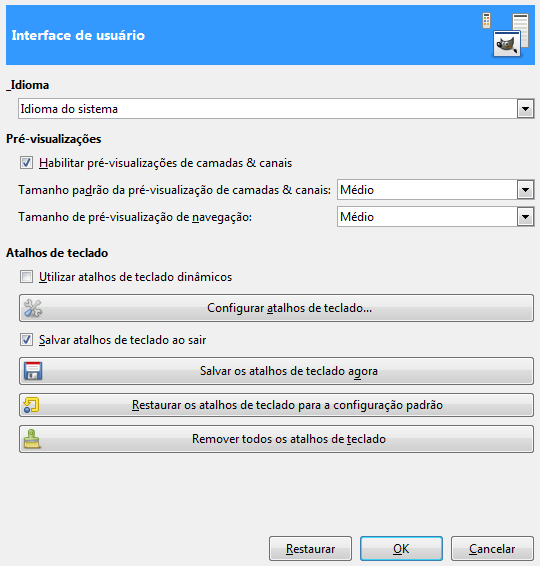 Interface de usuário
_Idioma
Idioma do sistema
Pré-visualizações
Habilitar pré-visualizações de camadas & canais
Tamanho padrão da pré-visualização de camadas & canais: Médio
Tamanho de pré-visualização de navegação: Médio
Atalhos de teclado
Utilizar atalhos de teclado dinâmicos
Configurar atalhos de teclado...
Salvar atalhos de teclado ao sair
Salvar os atalhos de teclado agora
Restaurar os atalhos de teclado para a configuração padrão
Remover todos os atalhos de teclado
Restaurar OK Cancelar